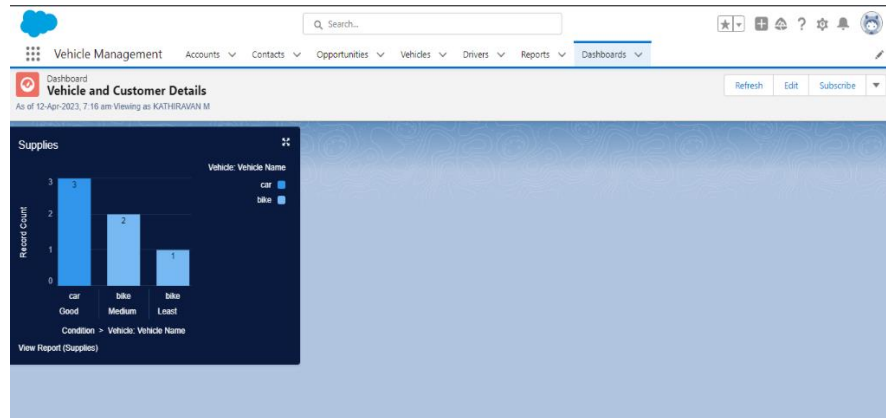 Search...
Vehicle Management Accounts Contacts Opportunities Vehicles Drivers Reports Dashboards
Dashboard
Vehicle and Customer Details
As of 12-Apr-2023, 7:16 am Viewing as KATHIRAVAN M
Refresh Edit Subscribe
Supplies
Vehicle: Vehicle Name
car
bike
Record Count
3
2
1
0
3
2
1
car bike bike
Good Medium Least
Condition > Vehicle: Vehicle Name
View Report (Supplies)